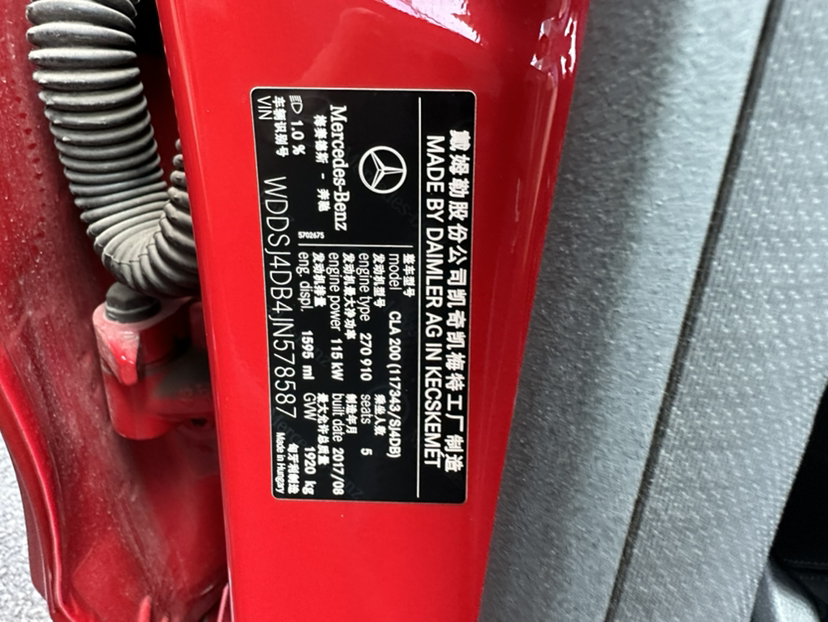 戴姆勒股份公司凯奇凯梅特工厂制造
MADE BY DAIMLER AG IN KECSKEMET
Mercedes-Benz
梅赛德斯 - 奔驰
5702675
整车型号
model CLA 200 (117343/SJ4DB)
发动机型号 乘坐人数
engine type 270 910 seats 5
发动机最大净功率 制造年月
engine power 115 kW built date 2017/08
发动机排量 最大允许总质量
eng. displ. 1595 ml GVW 1920 kg
1.0 %
车辆识别号 匈牙利制造
VIN WDDSJ4DB4JN578587 Made in Hungary